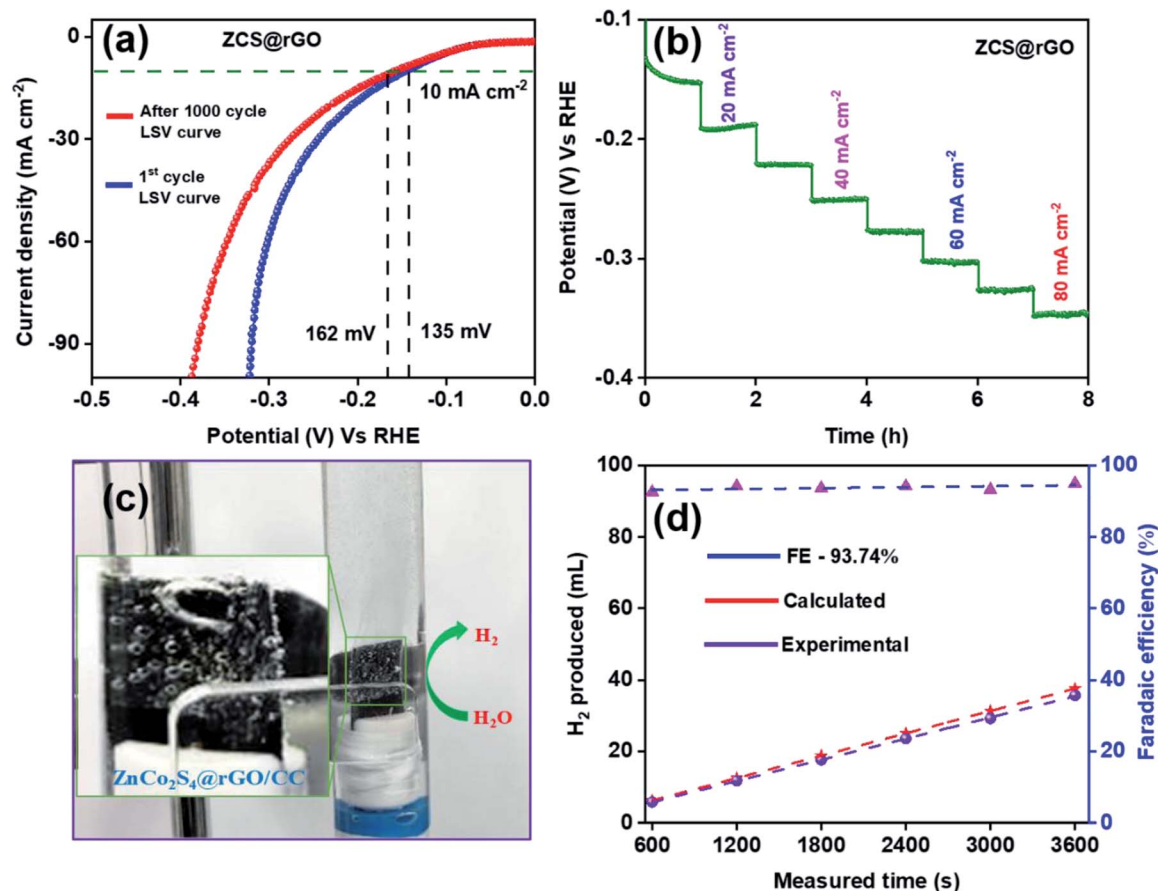 (a)
ZCS@rGO
10 mA cm⁻²
After 1000 cycle
LSV curve
1st cycle
LSV curve
162 mV
135 mV
0
-30
-60
-90
Current density (mA cm⁻²)
-0.5
-0.4
-0.3
-0.2
-0.1
0.0
Potential (V) Vs RHE
(b)
ZCS@rGO
20 mA cm⁻²
40 mA cm⁻²
60 mA cm⁻²
80 mA cm⁻²
-0.1
-0.2
-0.3
-0.4
Potential (V) Vs RHE
0
2
4
6
8
Time (h)
(c)
H₂
H₂O
ZnCo₂S₄@rGO/CC
(d)
FE - 93.74%
Calculated
Experimental
100
80
60
40
20
0
H₂ produced (mL)
100
80
60
40
20
0
Faradaic efficiency (%)
600
1200
1800
2400
3000
3600
Measured time (s)